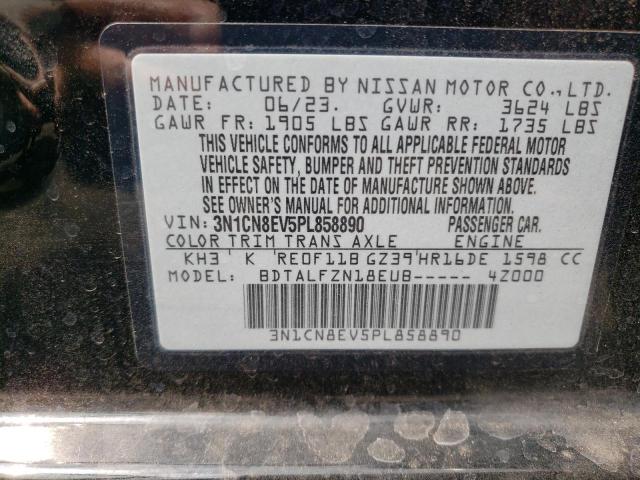 MANUFACTURED BY NISSAN MOTOR CO., LTD.
DATE: 06/23. GVWR: 3624 LBS
GAWR FR: 1905 LBS GAWR RR: 1735 LBS
THIS VEHICLE CONFORMS TO ALL APPLICABLE FEDERAL MOTOR
VEHICLE SAFETY, BUMPER AND THEFT PREVENTION STANDARDS
IN EFFECT ON THE DATE OF MANUFACTURE SHOWN ABOVE.
SEE OWNER'S MANUAL FOR ADDITIONAL INFORMATION.
VIN: 3N1CN8EV5PL858890 PASSENGER CAR.
COLOR TRIM TRANS AXLE ENGINE
KH3 ' K 'RE0F11B GZ39'HR16DE 1598 CC
BDTALFZN18EUB----- 4Z000
3N1CN8EV5PL858890